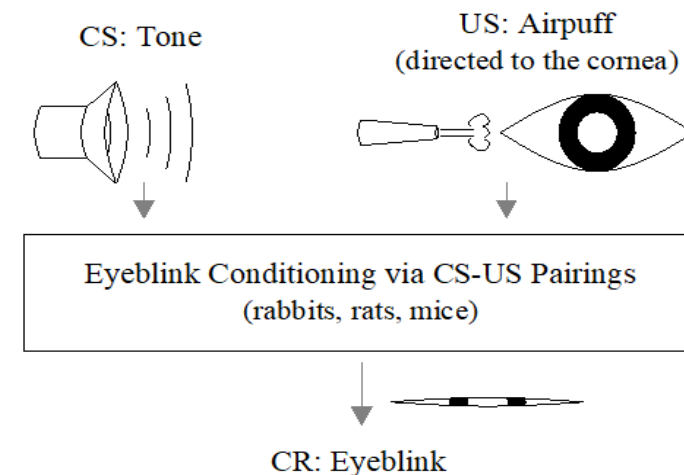 CS: Tone
US: Airpuff
(directed to the cornea)
Eyeblink Conditioning via CS-US Pairings
(rabbits, rats, mice)
CR: Eyeblink